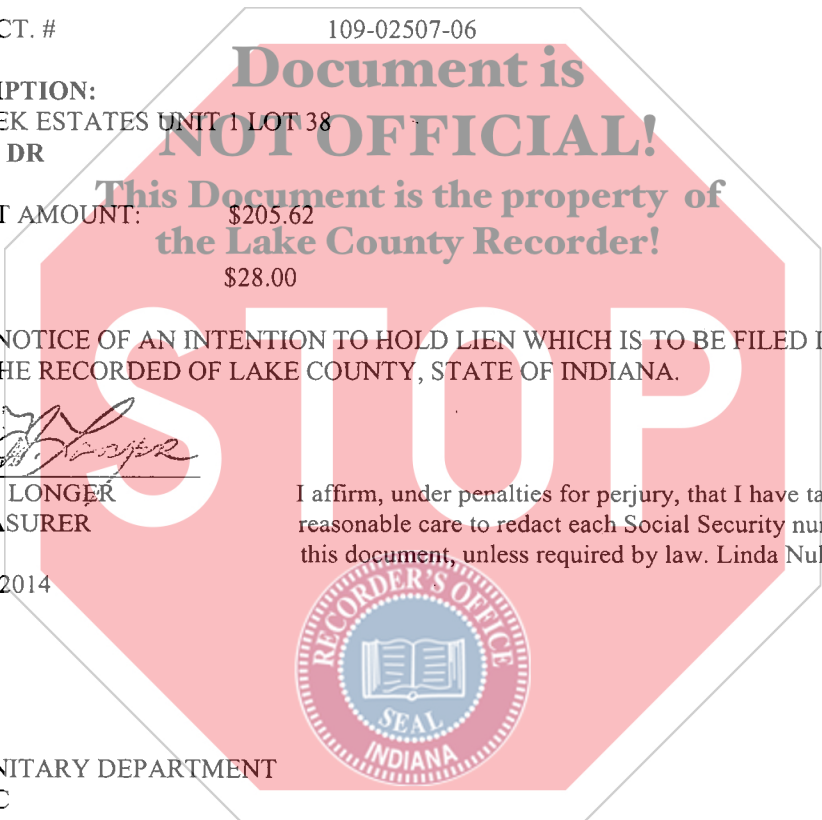 CT. # 109-02507-06
Document is
IPTION:
EK ESTATES UNIT 1 LOT 38
NOT OFFICIAL!
DR
This Document is the property of
T AMOUNT: $205.62
the Lake County Recorder!
$28.00
NOTICE OF AN INTENTION TO HOLD LIEN WHICH IS TO BE FILED I
HE RECORDED OF LAKE COUNTY, STATE OF INDIANA.
STOP
LONGER
I affirm, under penalties for perjury, that I have ta
ASURER
reasonable care to redact each Social Security nu
this document, unless required by law. Linda Nul
2014
RECORDER'S OFFICE
SEAL
INDIANA
NITARY DEPARTMENT
C